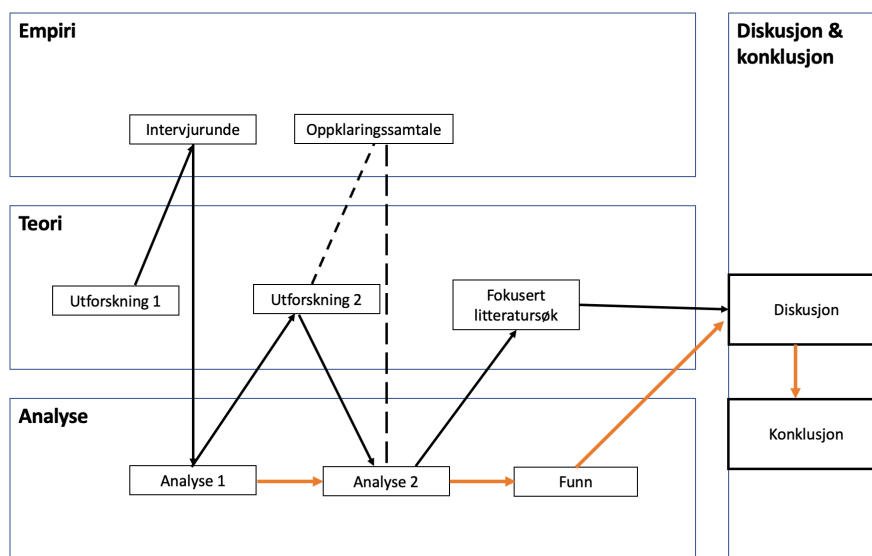 Empiri
Intervjurunde
Oppklaringssamtale
Teori
Utforskning 1
Utforskning 2
Fokusert
litteratursøk
Analyse
Analyse 1
Analyse 2
Funn
Diskusjon &
konklusjon
Diskusjon
Konklusjon